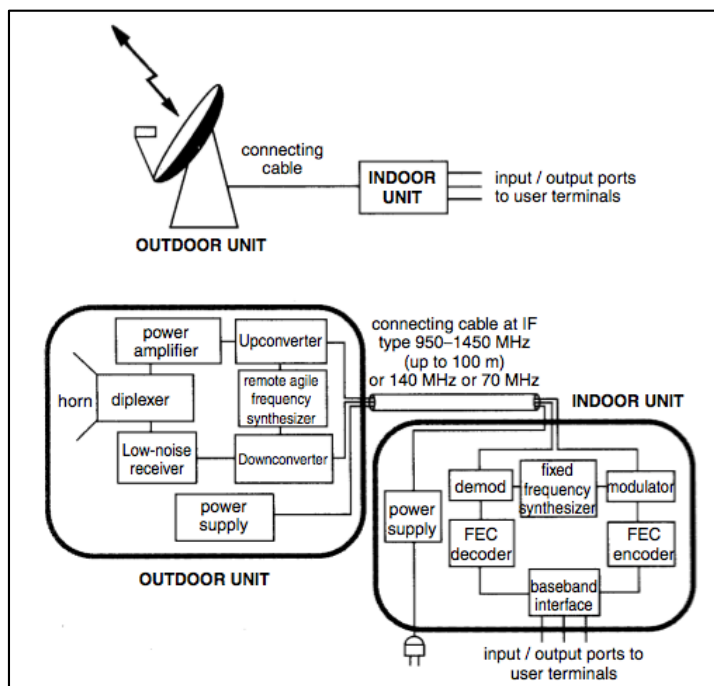 connecting
cable
INDOOR
UNIT
input / output ports
to user terminals
OUTDOOR UNIT
power
amplifier
Upconverter
connecting cable at IF
type 950–1450 MHz
(up to 100 m)
or 140 MHz or 70 MHz
horn
diplexer
remote agile
frequency
synthesizer
Low-noise
receiver
Downconverter
power
supply
OUTDOOR UNIT
INDOOR UNIT
power
supply
demod
fixed
frequency
synthesizer
modulator
FEC
decoder
FEC
encoder
baseband
interface
input / output ports to
user terminals